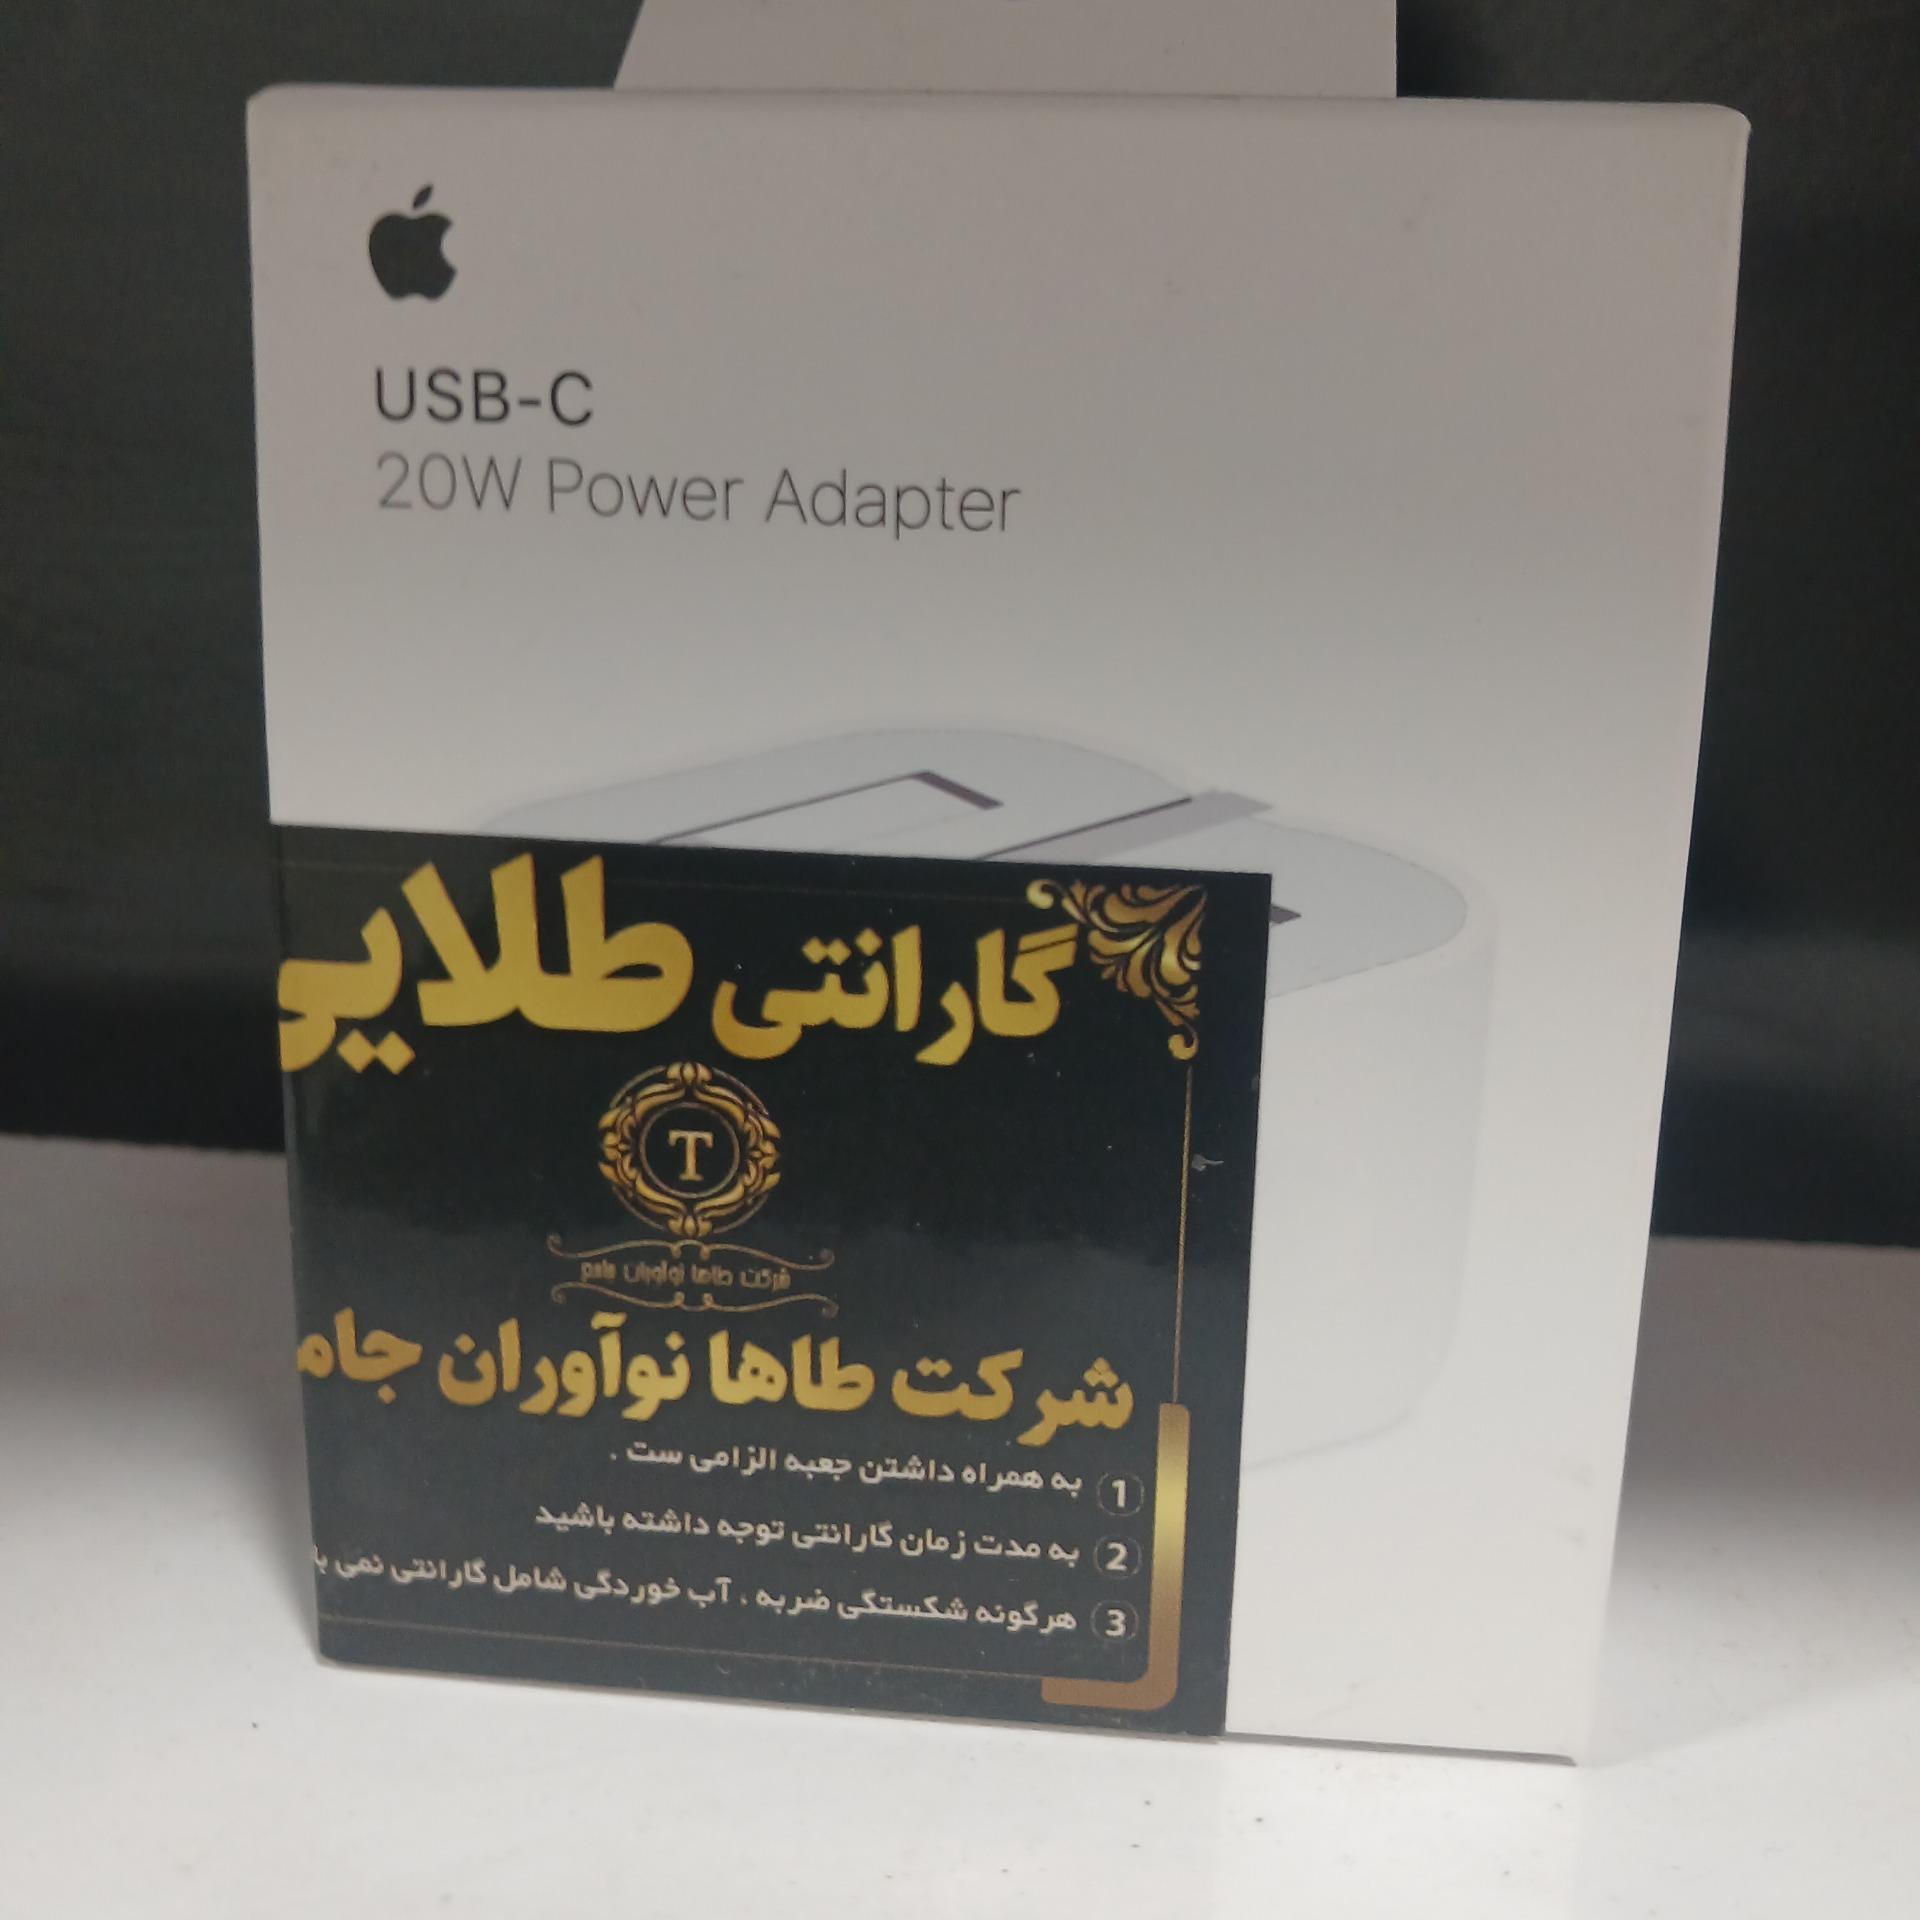 USB-C
20W Power Adapter
گارانتی طلایی
T
شرکت طاها نوآوران
شرکت طاها نوآوران جام
1 به همراه داشتن جعبه الزامی ست .
2 به مدت زمان گارانتی توجه داشته باشید
3 هرگونه شکستگی ضربه ، آب خوردگی شامل گارانتی نمی با